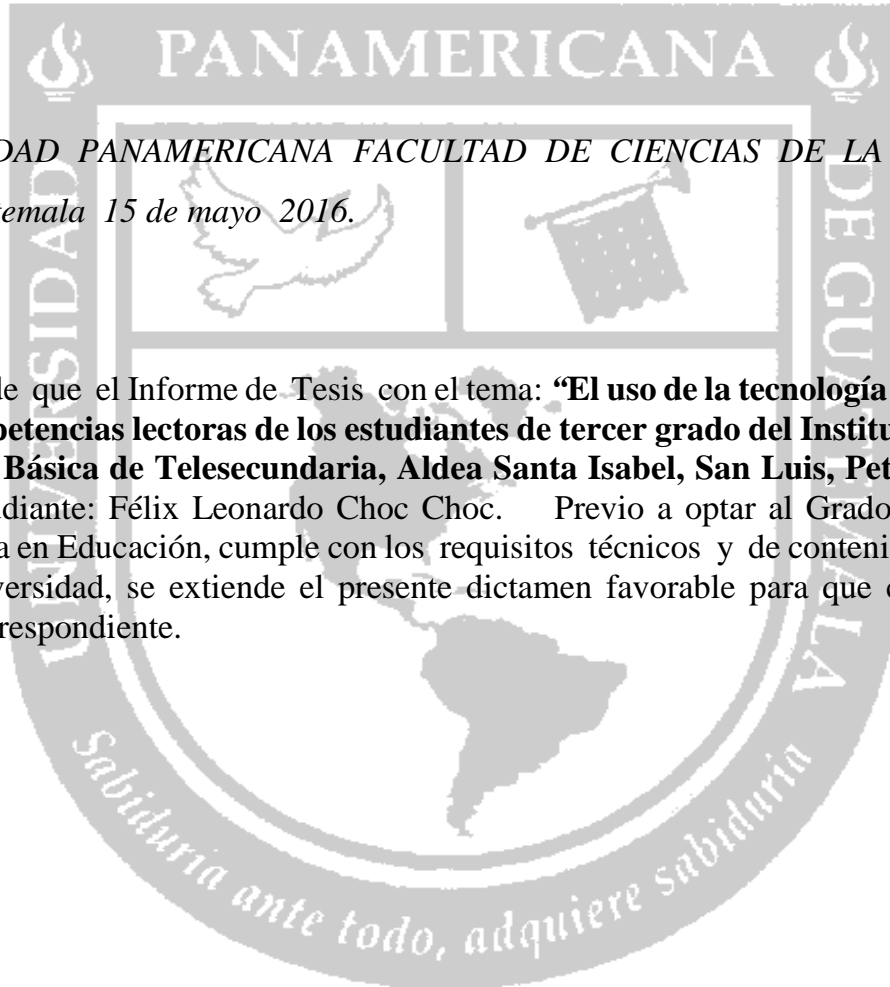 PANAMERICANA
UNIVERSIDAD
DE GUATEMALA
DAD PANAMERICANA FACULTAD DE CIENCIAS DE LA
temala 15 de mayo 2016.
de que el Informe de Tesis con el tema: “El uso de la tecnología
petencias lectoras de los estudiantes de tercer grado del Institu
Básica de Telesecundaria, Aldea Santa Isabel, San Luis, Pet
diante: Félix Leonardo Choc Choc. Previo a optar al Grado
a en Educación, cumple con los requisitos técnicos y de conteni
versidad, se extiende el presente dictamen favorable para que
rrespondiente.
Sabiduría ante todo, adquiere sabiduría